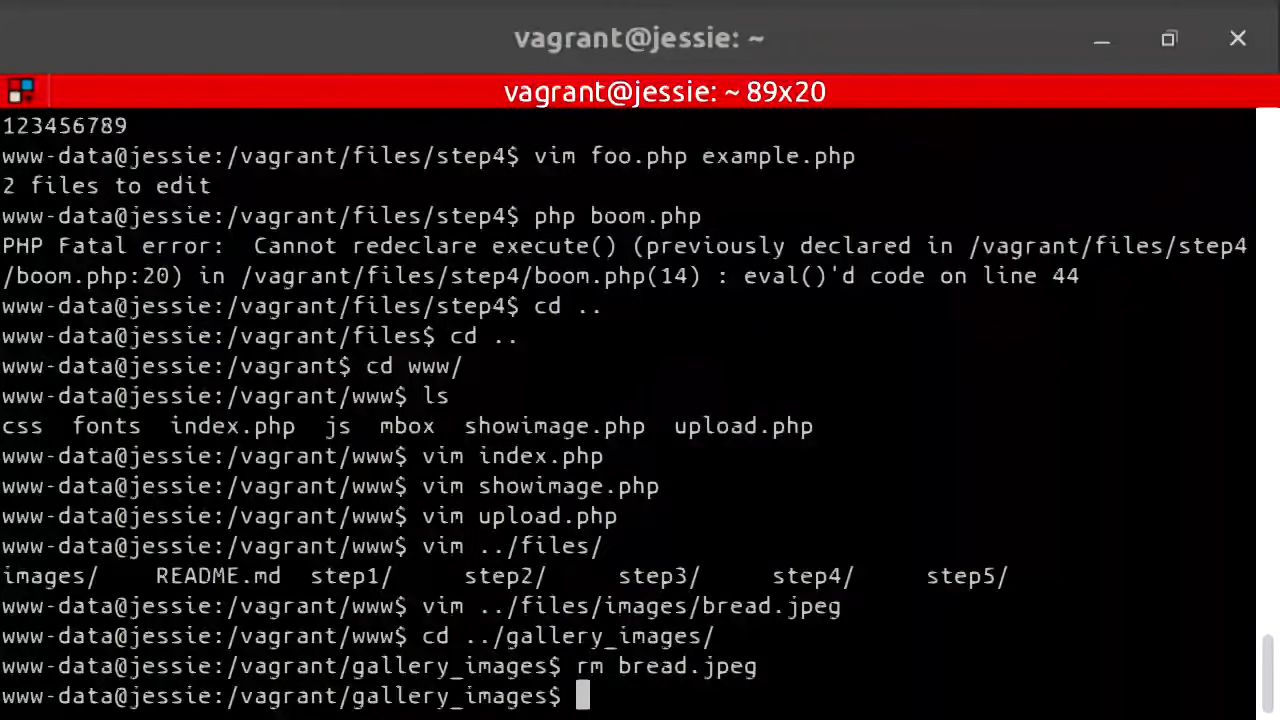 vagrant@jessie: ~
vagrant@jessie: ~ 89x20
123456789
www-data@jessie:/vagrant/files/step4$ vim foo.php example.php
2 files to edit
www-data@jessie:/vagrant/files/step4$ php boom.php
PHP Fatal error:  Cannot redeclare execute() (previously declared in /vagrant/files/step4
/boom.php:20) in /vagrant/files/step4/boom.php(14) : eval()'d code on line 44
www-data@jessie:/vagrant/files/step4$ cd ..
www-data@jessie:/vagrant/files$ cd ..
www-data@jessie:/vagrant$ cd www/
www-data@jessie:/vagrant/www$ ls
css  fonts  index.php  js  mbox  showimage.php  upload.php
www-data@jessie:/vagrant/www$ vim index.php
www-data@jessie:/vagrant/www$ vim showimage.php
www-data@jessie:/vagrant/www$ vim upload.php
www-data@jessie:/vagrant/www$ vim ../files/
images/    README.md  step1/     step2/     step3/     step4/     step5/
www-data@jessie:/vagrant/www$ vim ../files/images/bread.jpeg
www-data@jessie:/vagrant/www$ cd ../gallery_images/
www-data@jessie:/vagrant/gallery_images$ rm bread.jpeg
www-data@jessie:/vagrant/gallery_images$